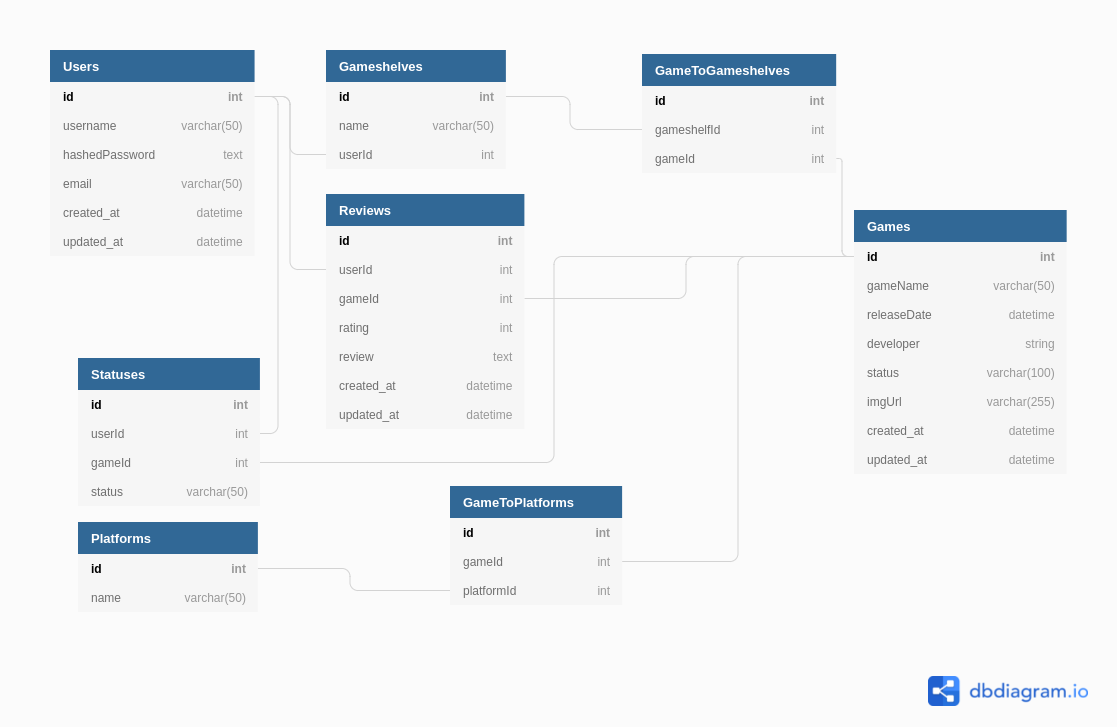 Users
id int
username varchar(50)
hashedPassword text
email varchar(50)
created_at datetime
updated_at datetime
Gameshelves
id int
name varchar(50)
userId int
GameToGameshelves
id int
gameshelfId int
gameId int
Reviews
id int
userId int
gameId int
rating int
review text
created_at datetime
updated_at datetime
Games
id int
gameName varchar(50)
releaseDate datetime
developer string
status varchar(100)
imgUrl varchar(255)
created_at datetime
updated_at datetime
Statuses
id int
userId int
gameId int
status varchar(50)
Platforms
id int
name varchar(50)
GameToPlatforms
id int
gameId int
platformId int
dbdiagram.io